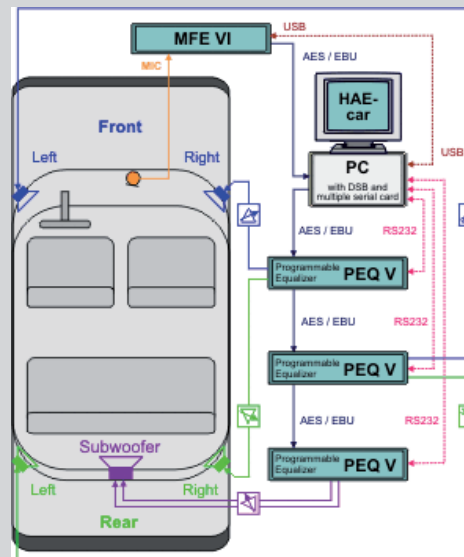 MFE VI
USB
MIC
AES / EBU
HAE-
car
Front
Left
Right
PC
with DSB and
multiple serial card
USB
AES / EBU
RS232
Programmable
Equalizer
PEQ V
AES / EBU
RS232
Programmable
Equalizer
PEQ V
AES / EBU
RS232
Subwoofer
Programmable
Equalizer
PEQ V
Left
Right
Rear